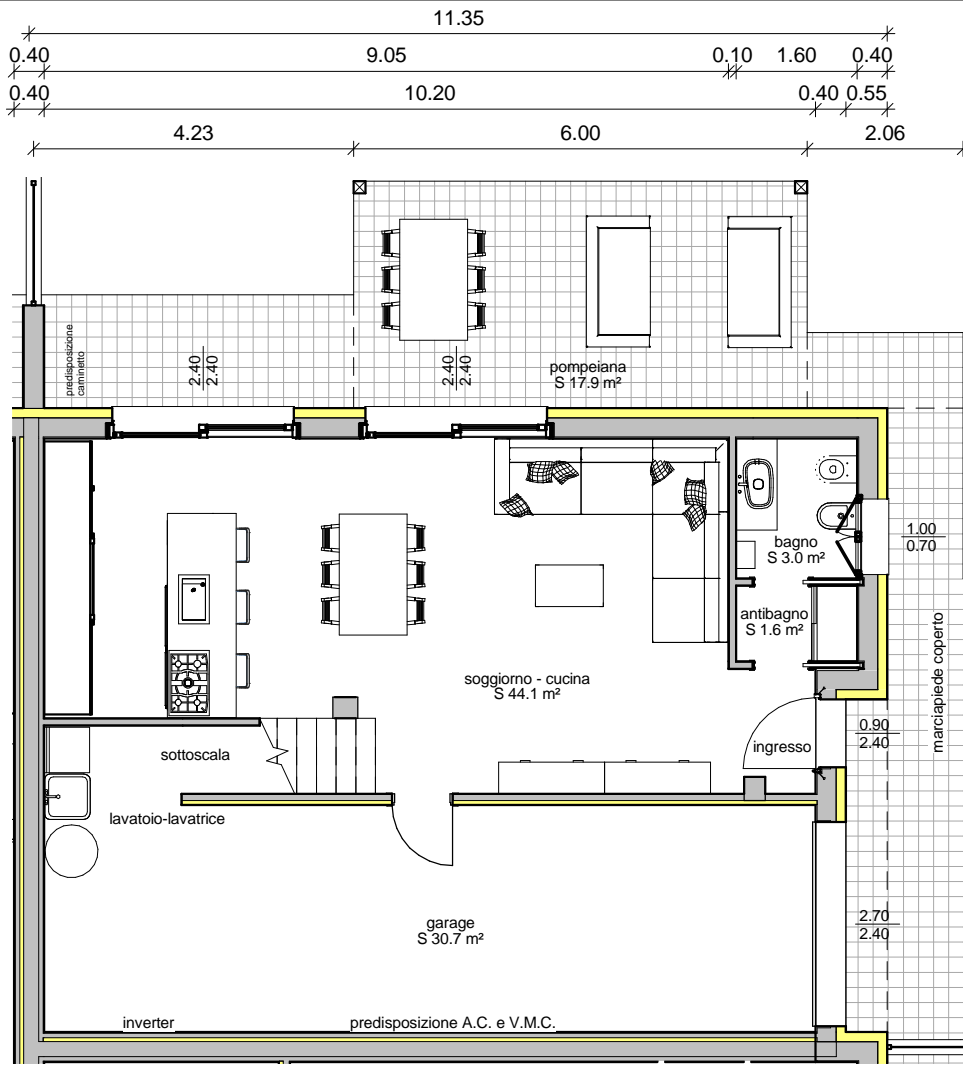 11.35
0.40 9.05 0.10 1.60 0.40
0.40 10.20 0.40 0.55
4.23 6.00 2.06
predisposizione
caminetto
2.40
2.40
2.40
2.40
pompeiana
S 17.9 m²
1.00
0.70
bagno
S 3.0 m²
antibagno
S 1.6 m²
marciapiede coperto
soggiorno - cucina
S 44.1 m²
0.90
2.40
ingresso
sottoscala
lavatoio-lavatrice
2.70
2.40
garage
S 30.7 m²
inverter
predisposizione A.C. e V.M.C.